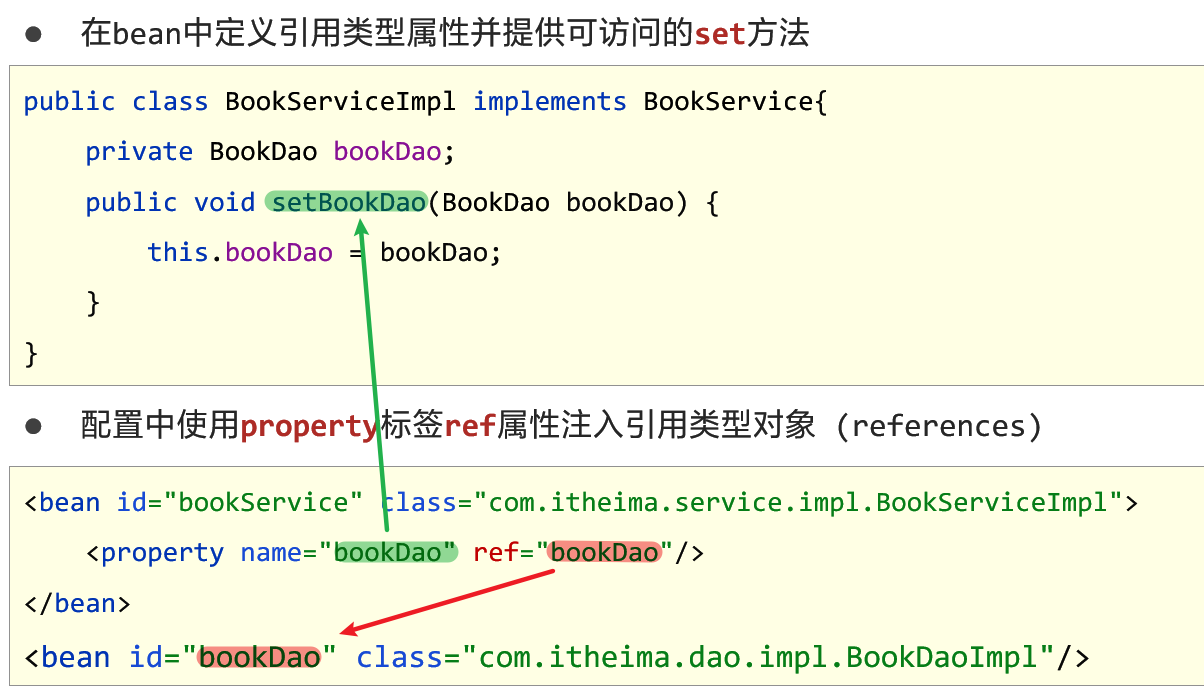 ● 在bean中定义引用类型属性并提供可访问的set方法
public class BookServiceImpl implements BookService{
    private BookDao bookDao;
    public void setBookDao(BookDao bookDao) {
        this.bookDao = bookDao;
    }
}
● 配置中使用property标签ref属性注入引用类型对象 (references)
<bean id="bookService" class="com.itheima.service.impl.BookServiceImpl">
    <property name="bookDao" ref="bookDao"/>
</bean>
<bean id="bookDao" class="com.itheima.dao.impl.BookDaoImpl"/>